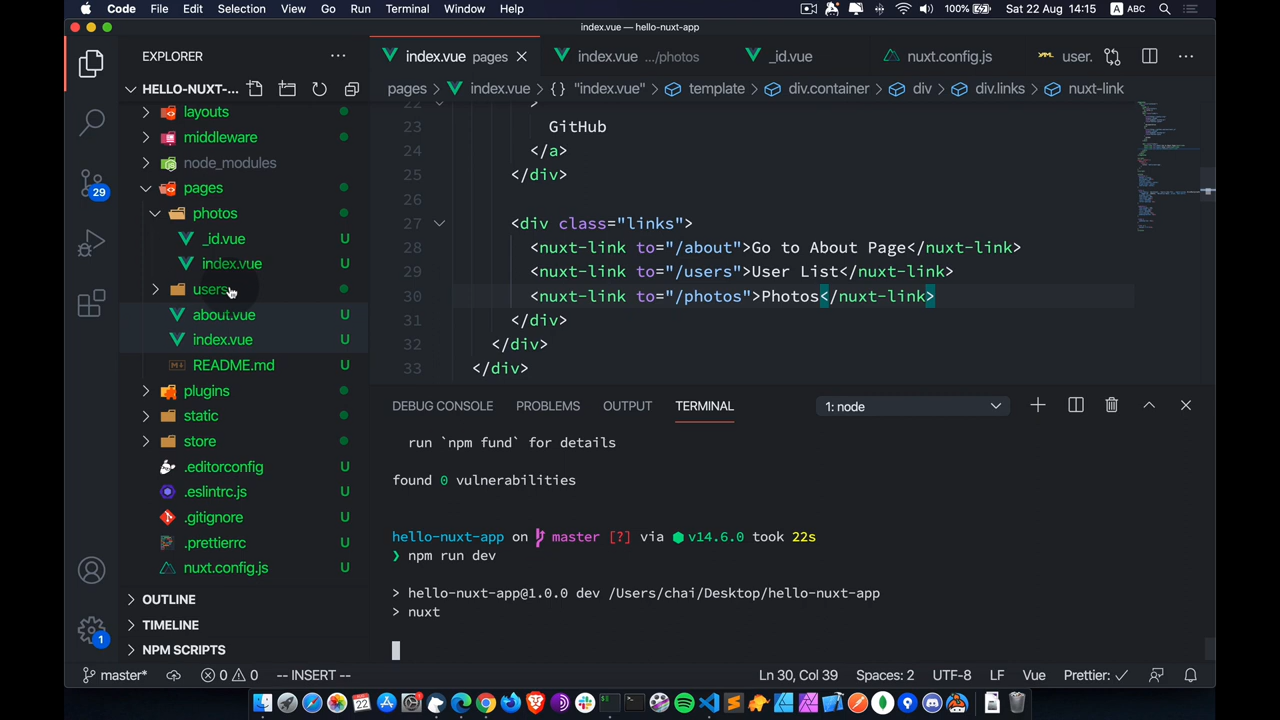 Code File Edit Selection View Go Run Terminal Window Help 100% Sat 22 Aug 14:15 A ABC
index.vue — hello-nuxt-app
EXPLORER
HELLO-NUXT-...
layouts
middleware
node_modules
pages
photos
_id.vue U
index.vue U
users
about.vue U
index.vue U
README.md U
plugins
static
store
.editorconfig U
.eslintrc.js U
.gitignore U
.prettierrc U
nuxt.config.js U
OUTLINE
TIMELINE
NPM SCRIPTS
29
1
index.vue pages index.vue .../photos _id.vue nuxt.config.js user.
pages > index.vue > {} "index.vue" > template > div.container > div > div.links > nuxt-link
22 >
23 GitHub
24 </a>
25 </div>
26
27 <div class="links">
28 <nuxt-link to="/about">Go to About Page</nuxt-link>
29 <nuxt-link to="/users">User List</nuxt-link>
30 <nuxt-link to="/photos">Photos</nuxt-link>
31 </div>
32 </div>
33 </div>
DEBUG CONSOLE PROBLEMS OUTPUT TERMINAL 1: node
run `npm fund` for details
found 0 vulnerabilities
hello-nuxt-app on master [?] via v14.6.0 took 22s
❯ npm run dev
> hello-nuxt-app@1.0.0 dev /Users/chai/Desktop/hello-nuxt-app
> nuxt
master* 0 0 -- INSERT -- Ln 30, Col 39 Spaces: 2 UTF-8 LF Vue Prettier: ✓